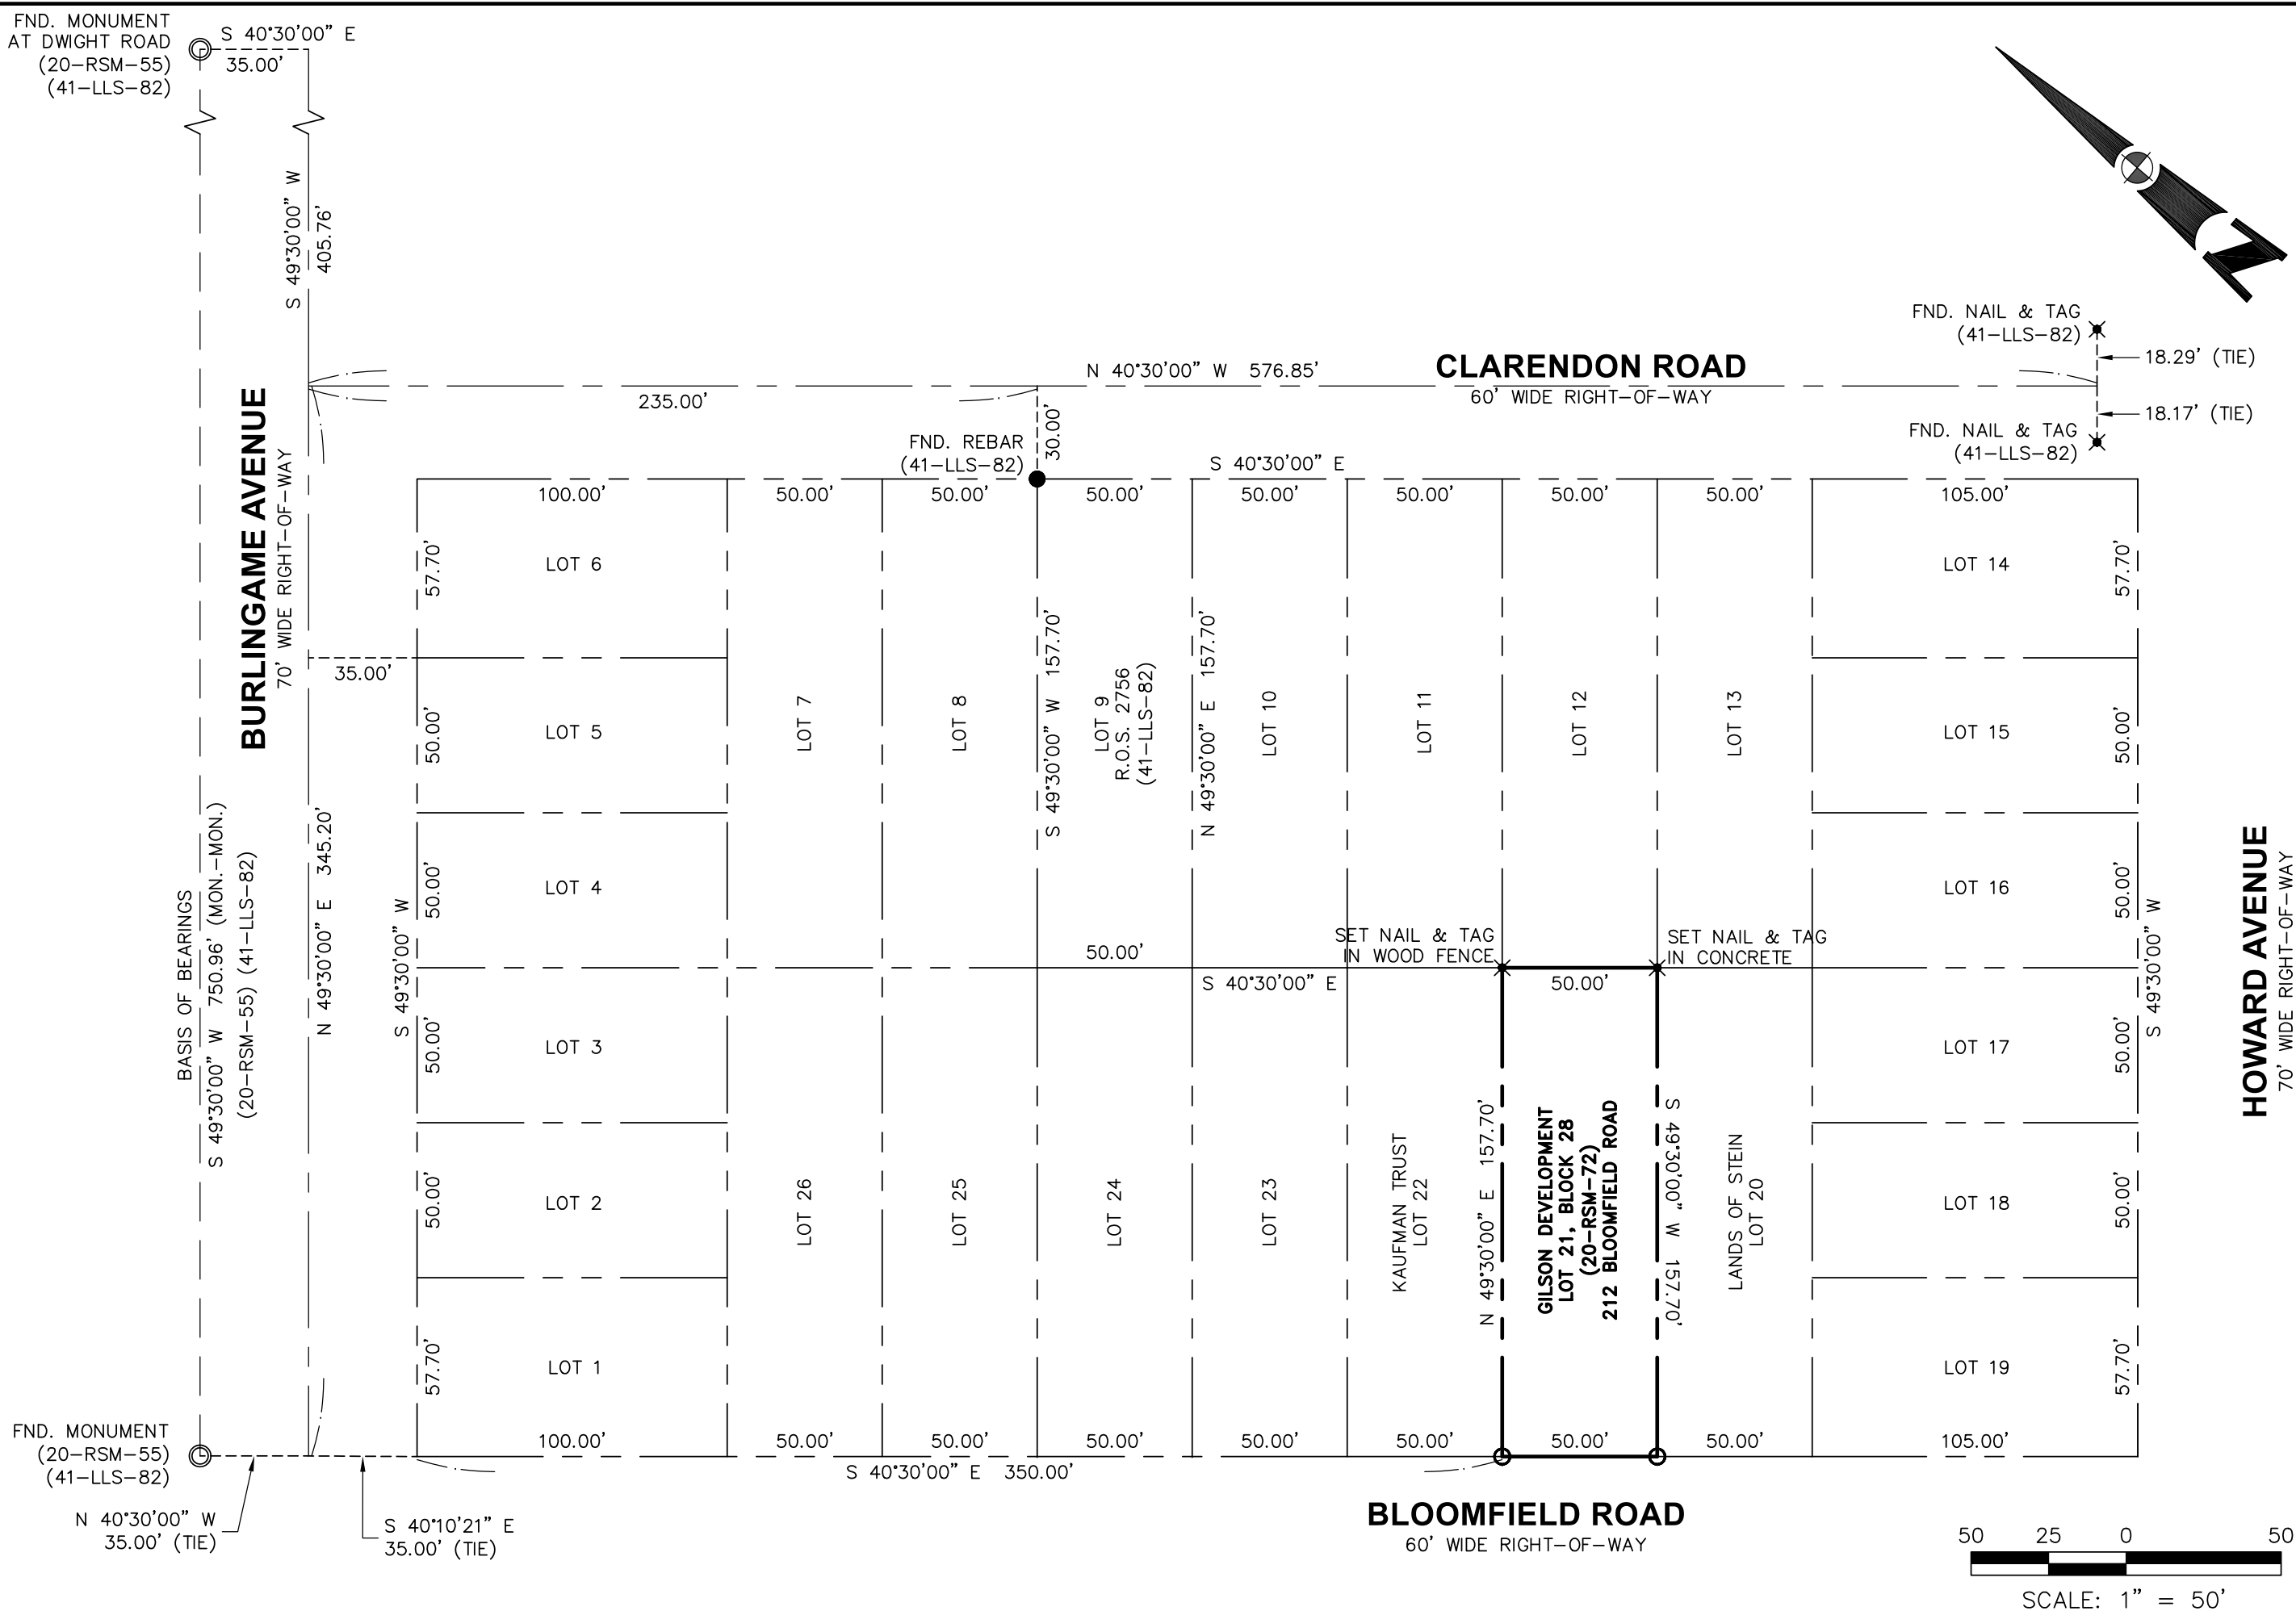 FND. MONUMENT
AT DWIGHT ROAD
(20-RSM-55)
(41-LLS-82)
S 40°30'00" E
35.00'
S 49°30'00" W
405.76'
N
FND. NAIL & TAG
(41-LLS-82)
18.29' (TIE)
18.17' (TIE)
FND. NAIL & TAG
(41-LLS-82)
N 40°30'00" W 576.85'
CLARENDON ROAD
60' WIDE RIGHT-OF-WAY
235.00'
30.00'
FND. REBAR
(41-LLS-82)
S 40°30'00" E
BURLINGAME AVENUE
70' WIDE RIGHT-OF-WAY
100.00'
50.00'
50.00'
50.00'
50.00'
50.00'
50.00'
50.00'
105.00'
57.70'
LOT 6
LOT 14
57.70'
35.00'
50.00'
LOT 5
LOT 7
LOT 8
S 49°30'00" W 157.70'
LOT 9
R.O.S. 2756
(41-LLS-82)
N 49°30'00" E 157.70'
LOT 10
LOT 11
LOT 12
LOT 13
LOT 15
50.00'
BASIS OF BEARINGS
S 49°30'00" W 750.96' (MON.-MON.)
(20-RSM-55) (41-LLS-82)
N 49°30'00" E 345.20'
S 49°30'00" W
50.00'
LOT 4
LOT 16
50.00'
S 49°30'00" W
HOWARD AVENUE
70' WIDE RIGHT-OF-WAY
50.00'
SET NAIL & TAG
IN WOOD FENCE
SET NAIL & TAG
IN CONCRETE
S 40°30'00" E
50.00'
50.00'
LOT 3
LOT 17
50.00'
50.00'
LOT 2
LOT 26
LOT 25
LOT 24
LOT 23
KAUFMAN TRUST
LOT 22
N 49°30'00" E 157.70'
GILSON DEVELOPMENT
LOT 21, BLOCK 28
(20-RSM-72)
212 BLOOMFIELD ROAD
S 49°30'00" W 157.70'
LANDS OF STEIN
LOT 20
LOT 18
50.00'
57.70'
LOT 1
LOT 19
57.70'
FND. MONUMENT
(20-RSM-55)
(41-LLS-82)
100.00'
50.00'
50.00'
50.00'
50.00'
50.00'
50.00'
50.00'
105.00'
S 40°30'00" E 350.00'
N 40°30'00" W
35.00' (TIE)
S 40°10'21" E
35.00' (TIE)
BLOOMFIELD ROAD
60' WIDE RIGHT-OF-WAY
50 25 0 50
SCALE: 1" = 50'